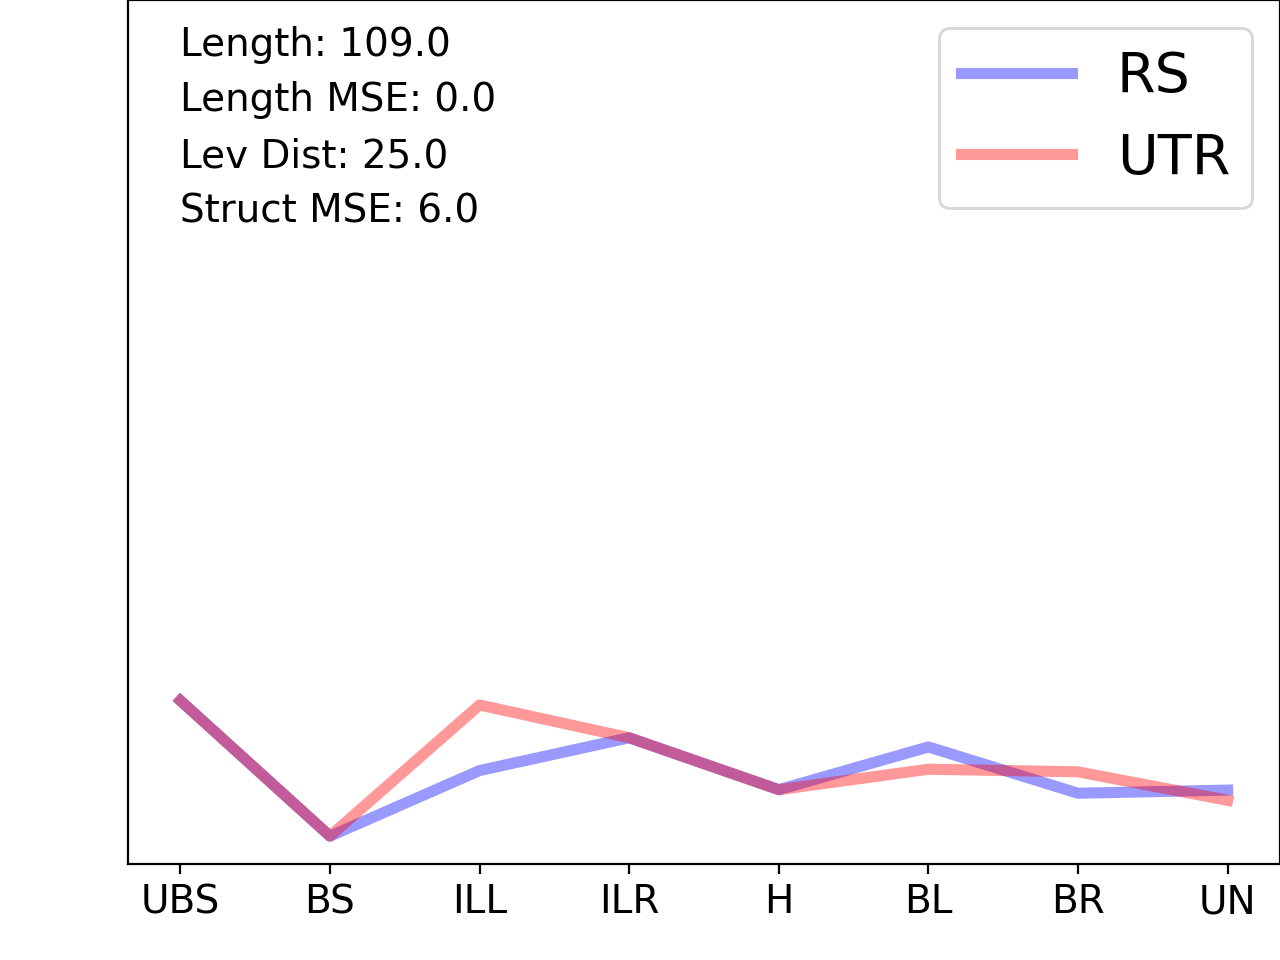 Length: 109.0
Length MSE: 0.0
Lev Dist: 25.0
Struct MSE: 6.0
RS
UTR
UBS BS ILL ILR H BL BR UN